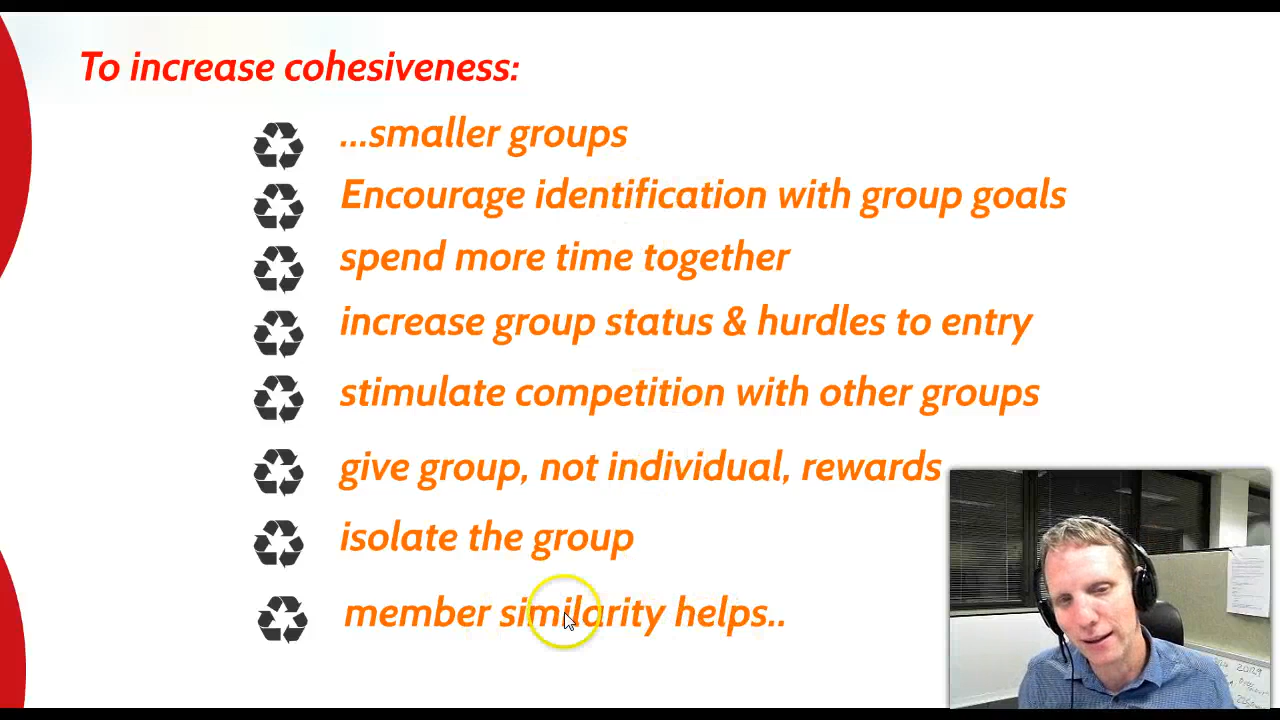 To increase cohesiveness:
...smaller groups
Encourage identification with group goals
spend more time together
increase group status & hurdles to entry
stimulate competition with other groups
give group, not individual, rewards
isolate the group
member similarity helps..